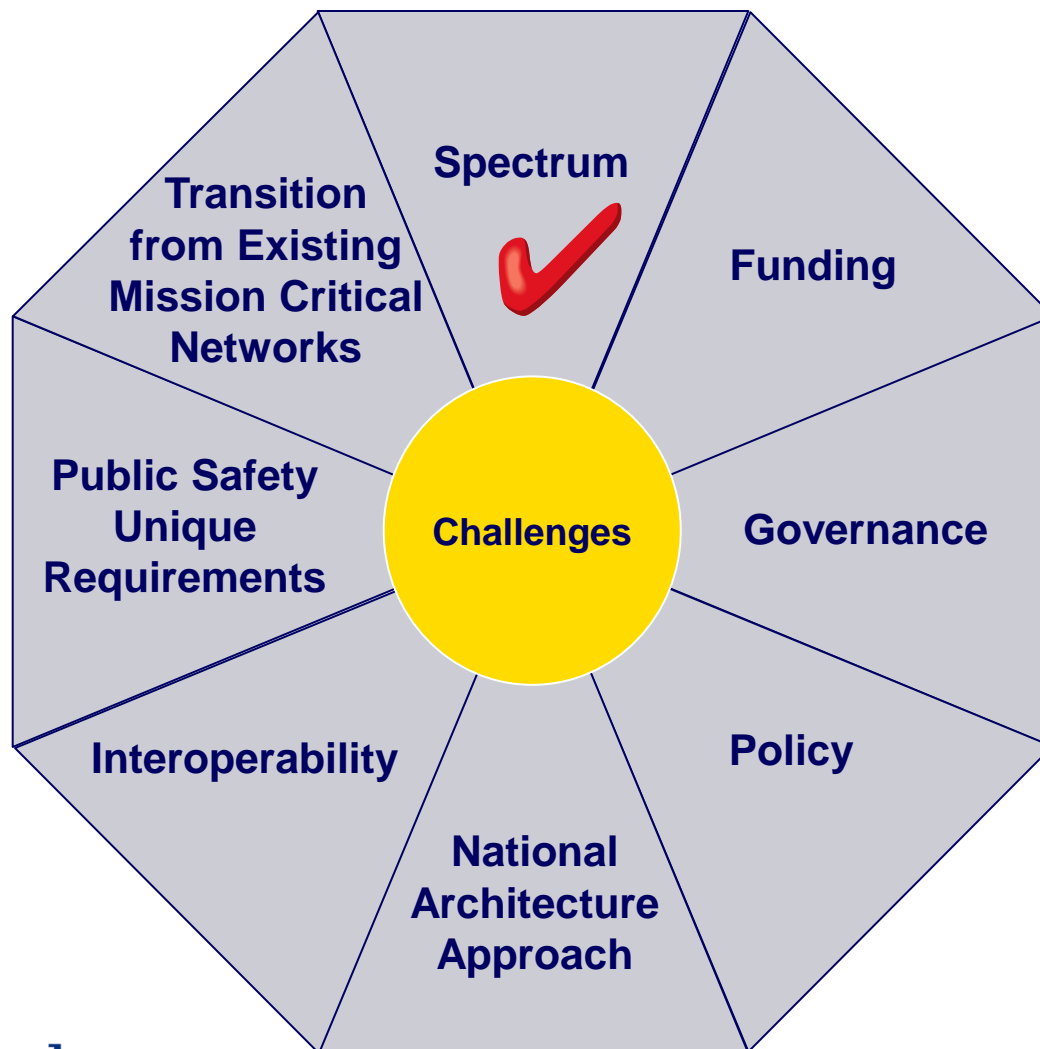 Spectrum
Transition
from Existing
Mission Critical
Networks
Funding
Public Safety
Unique
Requirements
Challenges
Governance
Interoperability
Policy
National
Architecture
Approach